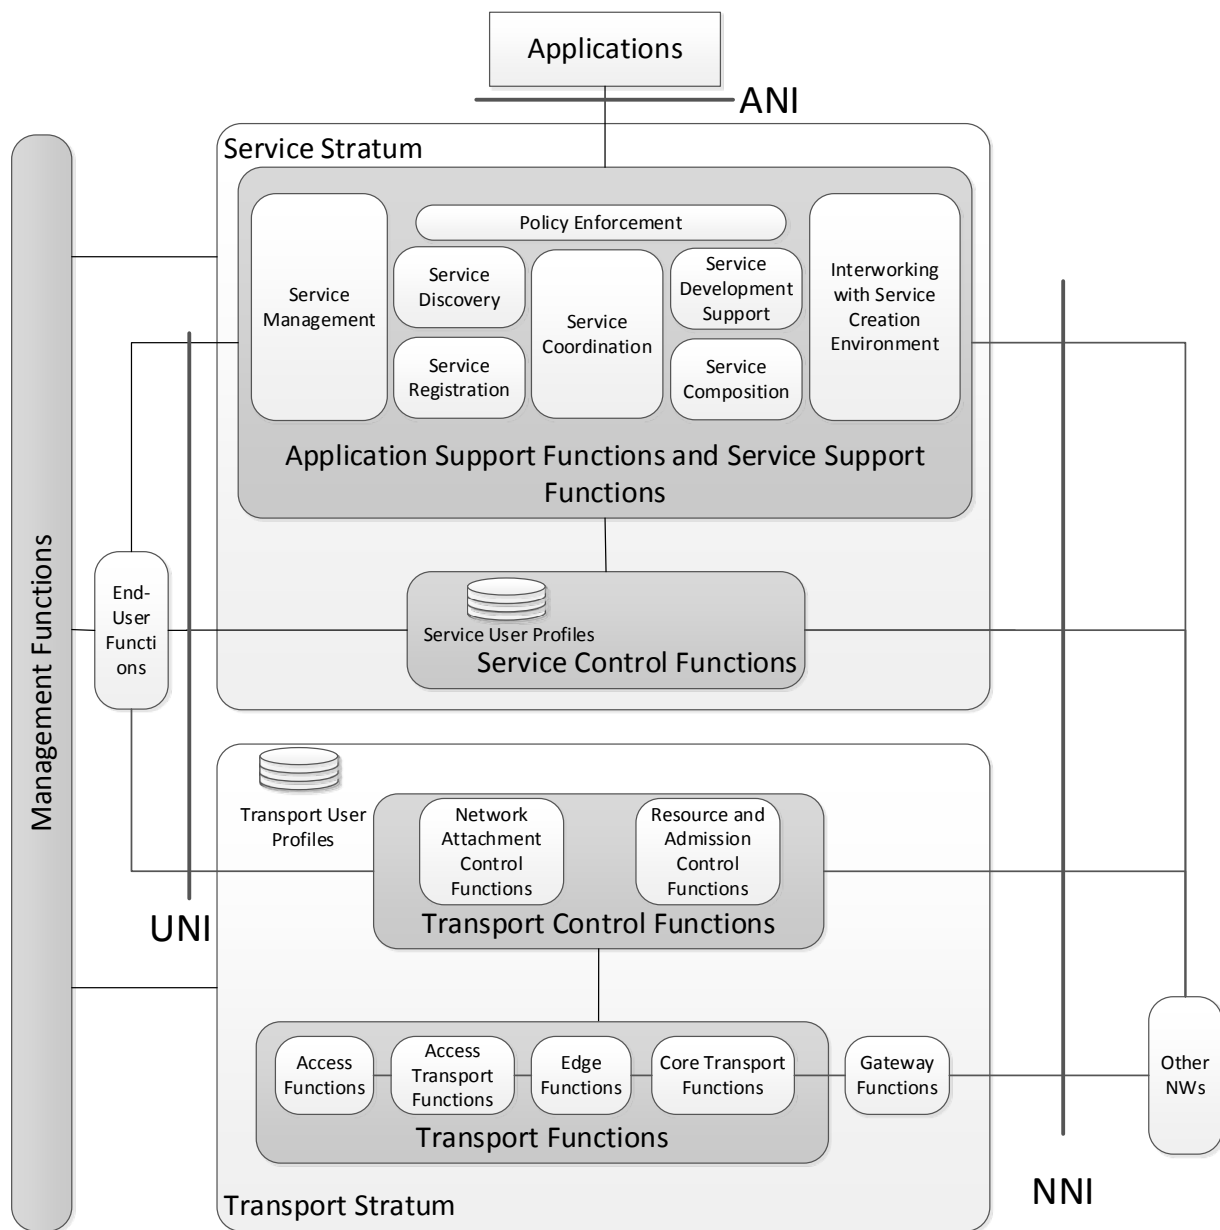 Applications
ANI
Service Stratum
Policy Enforcement
Service
Management
Service
Discovery
Service
Registration
Service
Coordination
Service
Development
Support
Service
Composition
Interworking
with Service
Creation
Environment
Application Support Functions and Service Support
Functions
Management Functions
End-
User
Functi
ons
Service User Profiles
Service Control Functions
Transport User
Profiles
Network
Attachment
Control
Functions
Resource and
Admission
Control
Functions
Transport Control Functions
UNI
Access
Functions
Access
Transport
Functions
Edge
Functions
Core Transport
Functions
Gateway
Functions
Other
NWs
Transport Functions
NNI
Transport Stratum